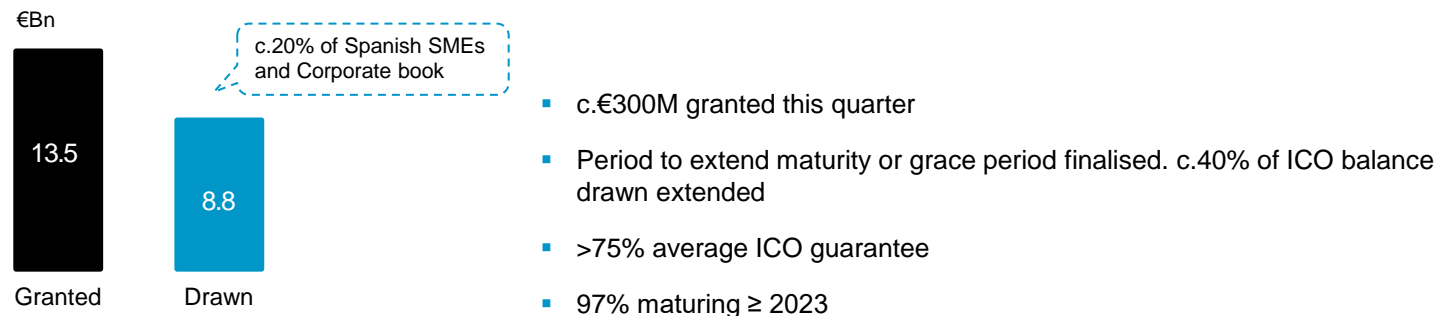 €Bn
c.20% of Spanish SMEs
and Corporate book
13.5
8.8
Granted
Drawn
▪ c.€300M granted this quarter
▪ Period to extend maturity or grace period finalised. c.40% of ICO balance
drawn extended
▪ >75% average ICO guarantee
▪ 97% maturing ≥ 2023